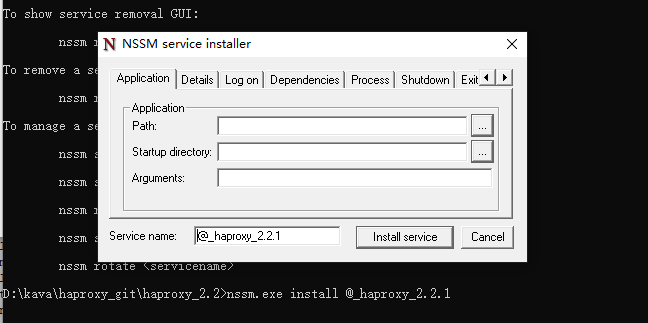 To show service removal GUI:
nssm r
To remove a se
nssm r
To manage a se
nssm s
nssm s
nssm r
nssm s
nssm rotate <servicename>
D:\kava\haproxy_git\haproxy_2.2>nssm.exe install @_haproxy_2.2.1
NSSM service installer
Application Details Log on Dependencies Process Shutdown Exit
Application
Path:
...
Startup directory:
...
Arguments:
Service name: @_haproxy_2.2.1 Install service Cancel